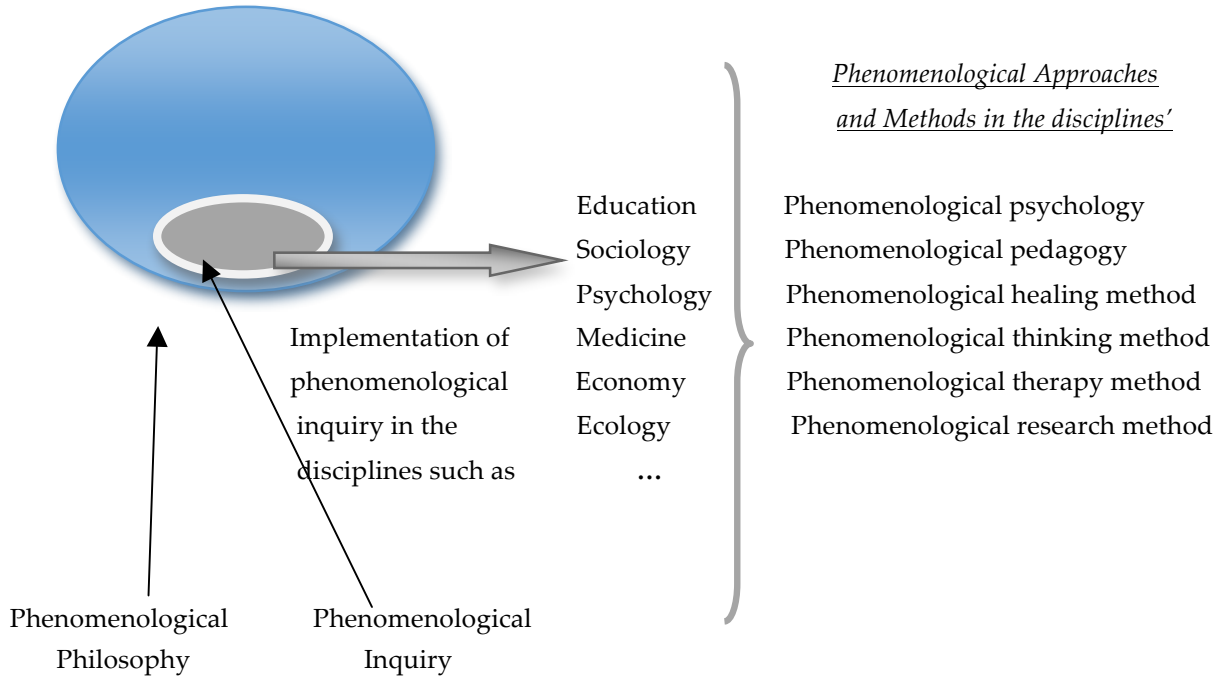 Phenomenological Approaches
and Methods in the disciplines’
Education
Sociology
Psychology
Medicine
Economy
Ecology
...
Phenomenological psychology
Phenomenological pedagogy
Phenomenological healing method
Phenomenological thinking method
Phenomenological therapy method
Phenomenological research method
Implementation of
phenomenological
inquiry in the
disciplines such as
Phenomenological
Philosophy
Phenomenological
Inquiry